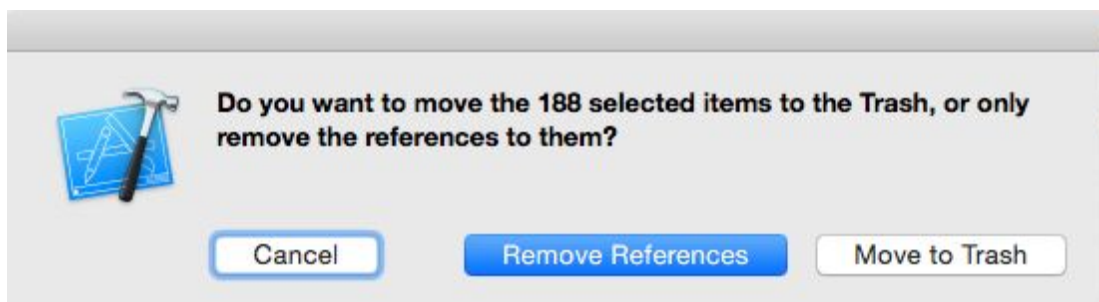 Do you want to move the 188 selected items to the Trash, or only
remove the references to them?
Cancel
Remove References
Move to Trash